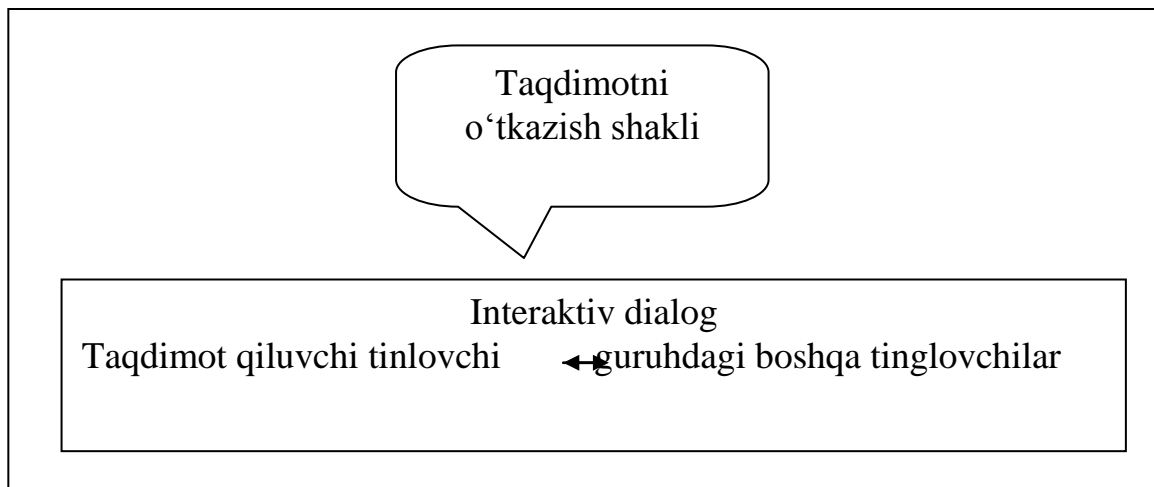 Taqdimotni
o‘tkazish shakli
Interaktiv dialog
Taqdimot qiluvchi tinlovchi guruhdagi boshqa tinglovchilar